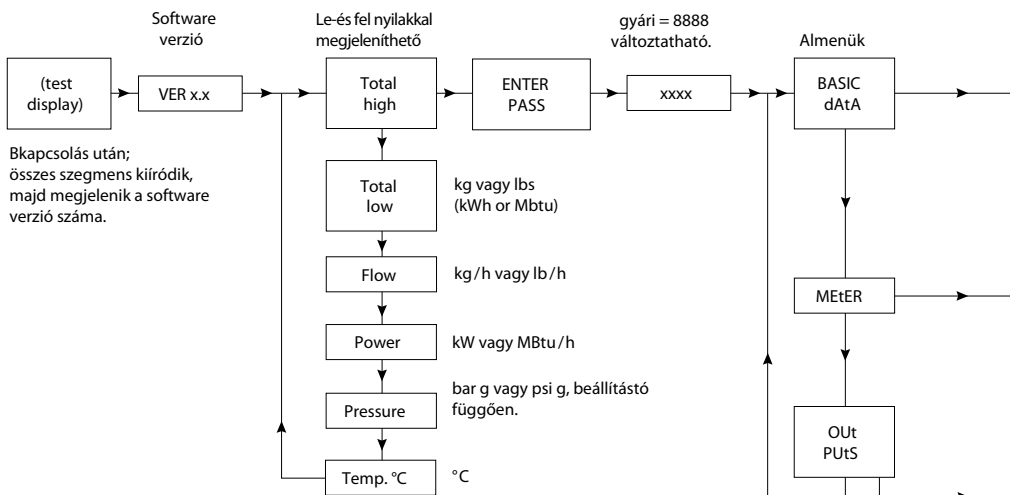 Software
verzió
Le-és fel nyilakkal
megjeleníthető
gyári = 8888
változtatható.
Almenük
(test
display)
VER x.x
Total
high
ENTER
PASS
xxxx
BASIC
dAtA
Bkapcsolás után;
összes szegmens kiíródik,
majd megjelenik a software
verzió száma.
Total
low
kg vagy lbs
(kWh or Mbtu)
Flow
kg/h vagy lb/h
MEtER
Power
kW vagy MBtu/h
Pressure
bar g vagy psi g, beállítástó
függően.
OUt
PUtS
Temp. °C
°C